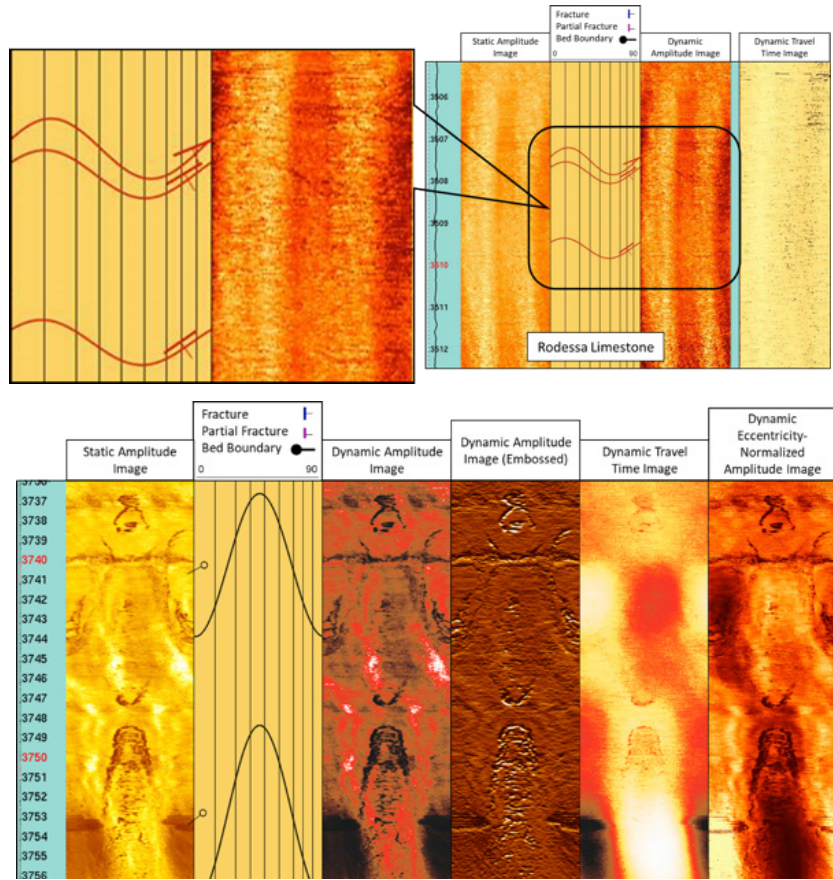 Fracture
Partial Fracture
Bed Boundary
0 90
Static Amplitude
Image
Dynamic
Amplitude Image
Dynamic Travel
Time Image
3506
3507
3508
3509
3510
3511
3512
Rodessa Limestone
Fracture
Partial Fracture
Bed Boundary
0 90
Static Amplitude
Image
Dynamic Amplitude
Image
Dynamic Amplitude
Image (Embossed)
Dynamic Travel
Time Image
Dynamic
Eccentricity-
Normalized
Amplitude Image
3736
3737
3738
3739
3740
3741
3742
3743
3744
3745
3746
3747
3748
3749
3750
3751
3752
3753
3754
3755
3756